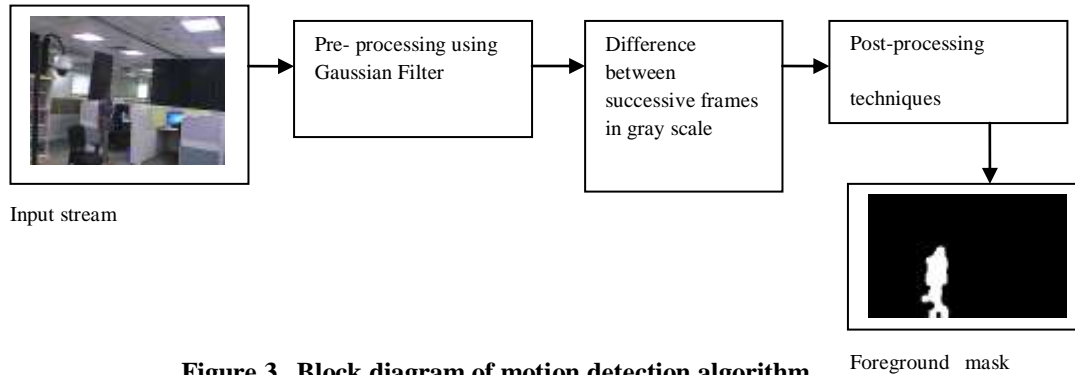 Pre- processing using
Gaussian Filter
Difference
between
successive frames
in gray scale
Post-processing
techniques
Input stream
Foreground mask
Figure 3. Block diagram of motion detection algorithm